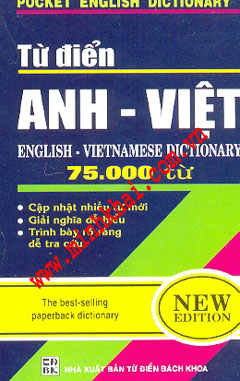 POCKET ENGLISH DICTIONARY
Từ điển
ANH - VIỆT
ENGLISH - VIETNAMESE DICTIONARY
75.000 từ
• Cập nhật nhiều từ mới
• Giải nghĩa dễ hiểu
• Trình bày rõ ràng
dễ tra cứu
The best-selling
paperback dictionary
NEW
EDITION
NHÀ XUẤT BẢN TỪ ĐIỂN BÁCH KHOA